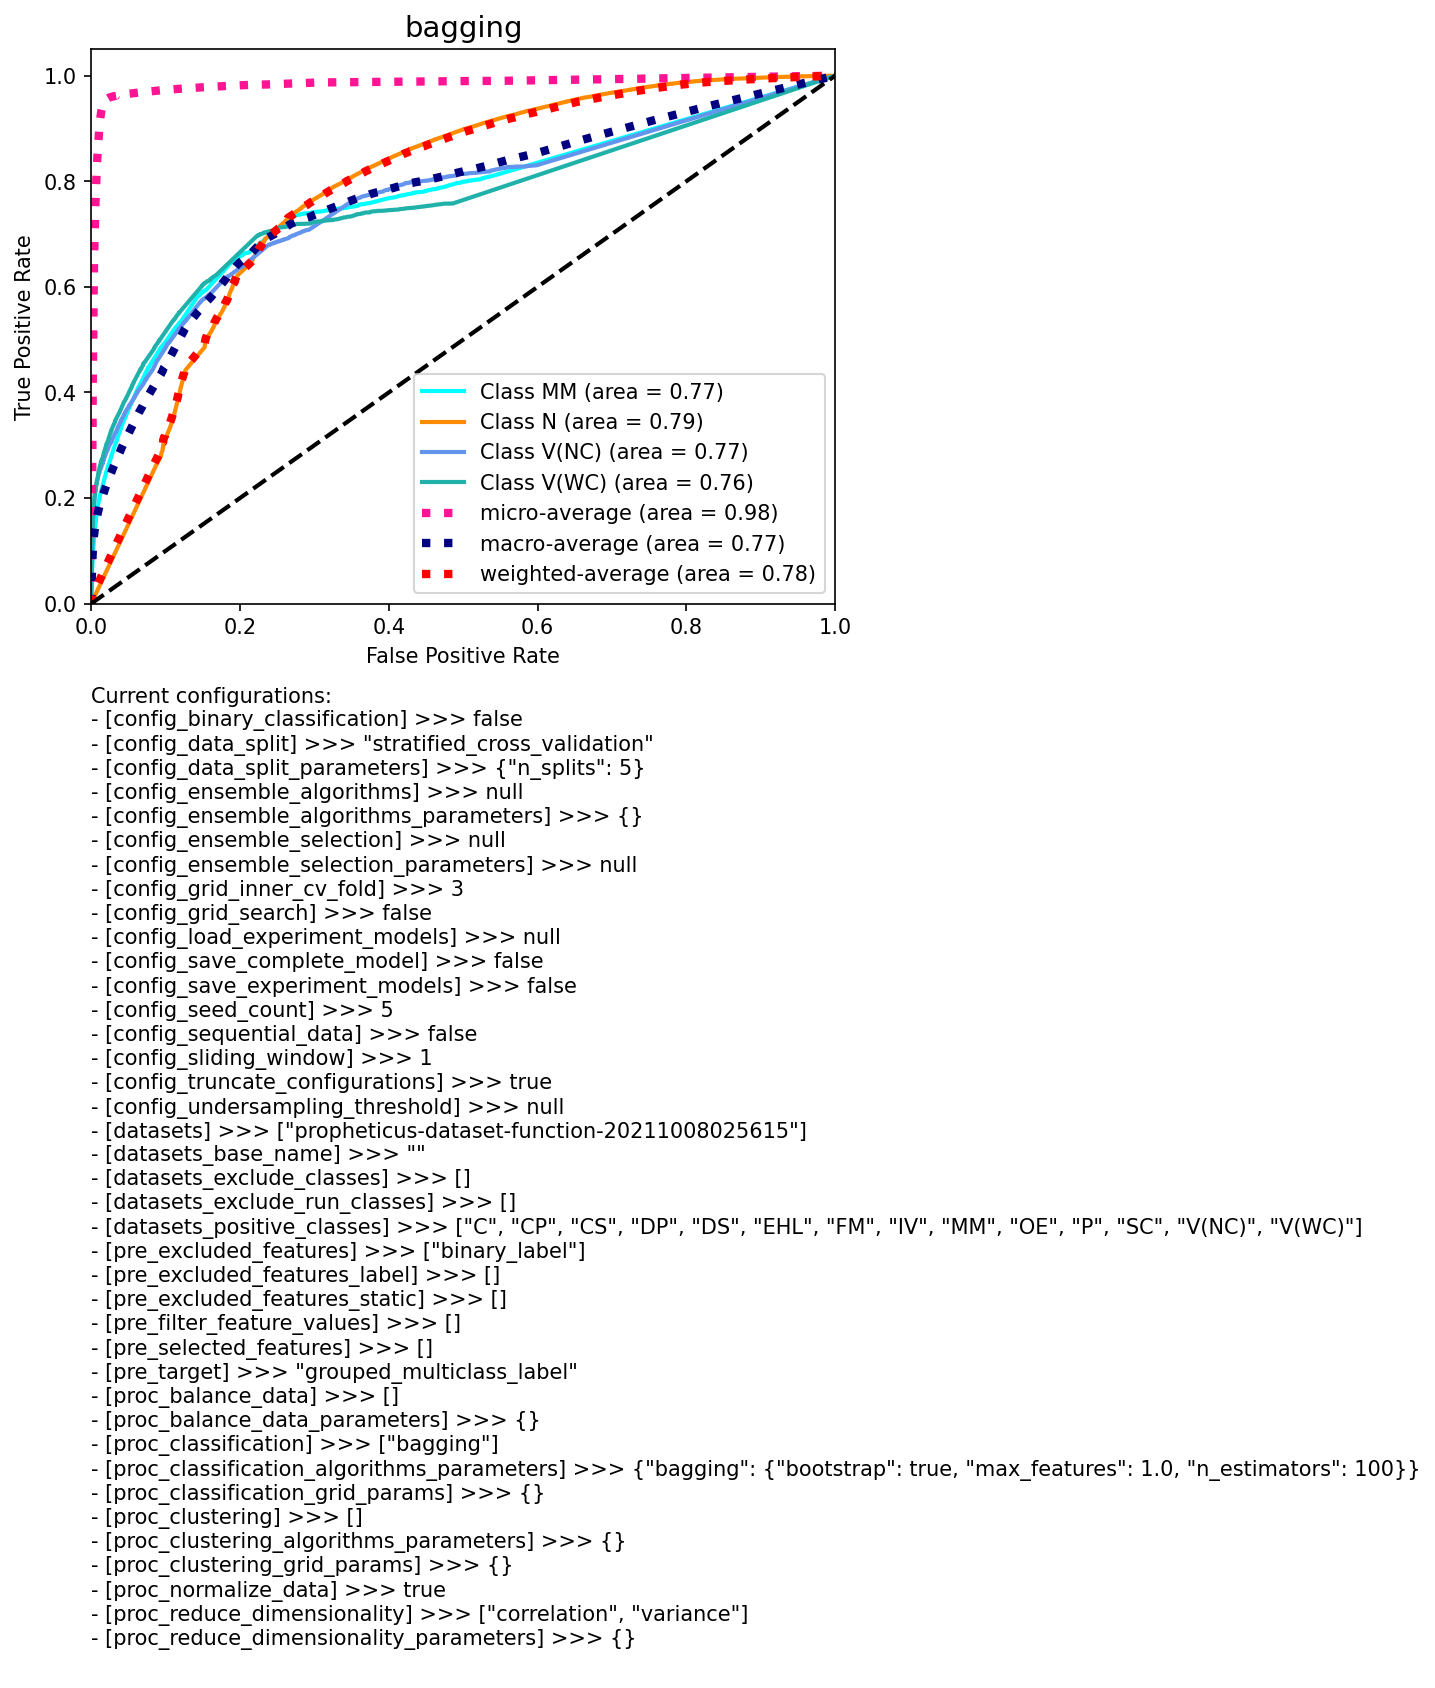 bagging
1.0
0.8
0.6
0.4
0.2
0.0
True Positive Rate
Class MM (area = 0.77)
Class N (area = 0.79)
Class V(NC) (area = 0.77)
Class V(WC) (area = 0.76)
micro-average (area = 0.98)
macro-average (area = 0.77)
weighted-average (area = 0.78)
0.0 0.2 0.4 0.6 0.8 1.0
False Positive Rate
Current configurations:
- [config_binary_classification] >>> false
- [config_data_split] >>> "stratified_cross_validation"
- [config_data_split_parameters] >>> {"n_splits": 5}
- [config_ensemble_algorithms] >>> null
- [config_ensemble_algorithms_parameters] >>> {}
- [config_ensemble_selection] >>> null
- [config_ensemble_selection_parameters] >>> null
- [config_grid_inner_cv_fold] >>> 3
- [config_grid_search] >>> false
- [config_load_experiment_models] >>> null
- [config_save_complete_model] >>> false
- [config_save_experiment_models] >>> false
- [config_seed_count] >>> 5
- [config_sequential_data] >>> false
- [config_sliding_window] >>> 1
- [config_truncate_configurations] >>> true
- [config_undersampling_threshold] >>> null
- [datasets] >>> ["propheticus-dataset-function-20211008025615"]
- [datasets_base_name] >>> ""
- [datasets_exclude_classes] >>> []
- [datasets_exclude_run_classes] >>> []
- [datasets_positive_classes] >>> ["C", "CP", "CS", "DP", "DS", "EHL", "FM", "IV", "MM", "OE", "P", "SC", "V(NC)", "V(WC)"]
- [pre_excluded_features] >>> ["binary_label"]
- [pre_excluded_features_label] >>> []
- [pre_excluded_features_static] >>> []
- [pre_filter_feature_values] >>> []
- [pre_selected_features] >>> []
- [pre_target] >>> "grouped_multiclass_label"
- [proc_balance_data] >>> []
- [proc_balance_data_parameters] >>> {}
- [proc_classification] >>> ["bagging"]
- [proc_classification_algorithms_parameters] >>> {"bagging": {"bootstrap": true, "max_features": 1.0, "n_estimators": 100}}
- [proc_classification_grid_params] >>> {}
- [proc_clustering] >>> []
- [proc_clustering_algorithms_parameters] >>> {}
- [proc_clustering_grid_params] >>> {}
- [proc_normalize_data] >>> true
- [proc_reduce_dimensionality] >>> ["correlation", "variance"]
- [proc_reduce_dimensionality_parameters] >>> {}